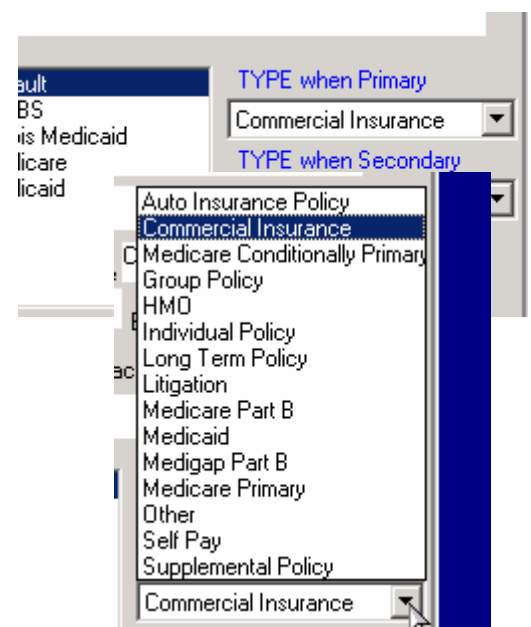 ault
BS
is Medicaid
licare
licaid
TYPE when Primary
Commercial Insurance
TYPE when Secondary
Auto Insurance Policy
Commercial Insurance
Medicare Conditionally Primary
Group Policy
HMO
Individual Policy
Long Term Policy
Litigation
Medicare Part B
Medicaid
Medigap Part B
Medicare Primary
Other
Self Pay
Supplemental Policy
Commercial Insurance
ac